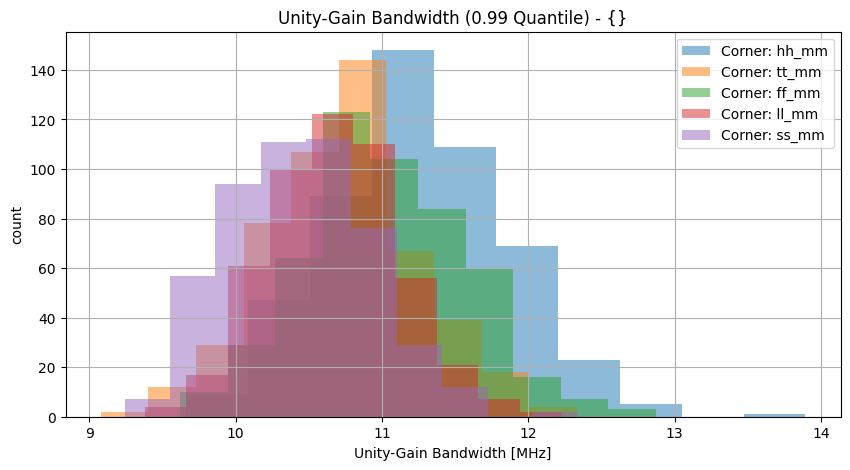 Unity-Gain Bandwidth (0.99 Quantile) - {}
Corner: hh_mm
Corner: tt_mm
Corner: ff_mm
Corner: ll_mm
Corner: ss_mm
140
120
100
80
60
40
20
0
count
9
10
11
12
13
14
Unity-Gain Bandwidth [MHz]